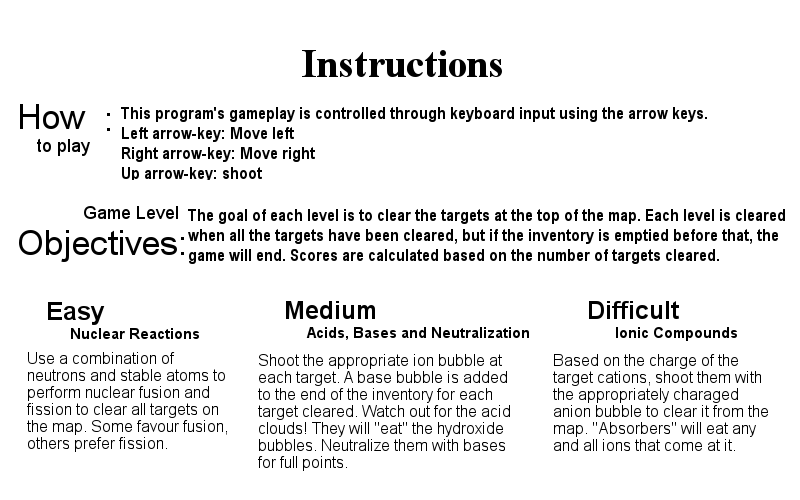 Instructions
How
to play
:
This program's gameplay is controlled through keyboard input using the arrow keys.
Left arrow-key: Move left
Right arrow-key: Move right
Up arrow-key: shoot
Game Level
Objectives:
The goal of each level is to clear the targets at the top of the map. Each level is cleared
when all the targets have been cleared, but if the inventory is emptied before that, the
game will end. Scores are calculated based on the number of targets cleared.
Easy
Nuclear Reactions
Use a combination of
neutrons and stable atoms to
perform nuclear fusion and
fission to clear all targets on
the map. Some favour fusion,
others prefer fission.
Medium
Acids, Bases and Neutralization
Shoot the appropriate ion bubble at
each target. A base bubble is added
to the end of the inventory for each
target cleared. Watch out for the acid
clouds! They will "eat" the hydroxide
bubbles. Neutralize them with bases
for full points.
Difficult
Ionic Compounds
Based on the charge of the
target cations, shoot them with
the appropriately charaged
anion bubble to clear it from the
map. "Absorbers" will eat any
and all ions that come at it.